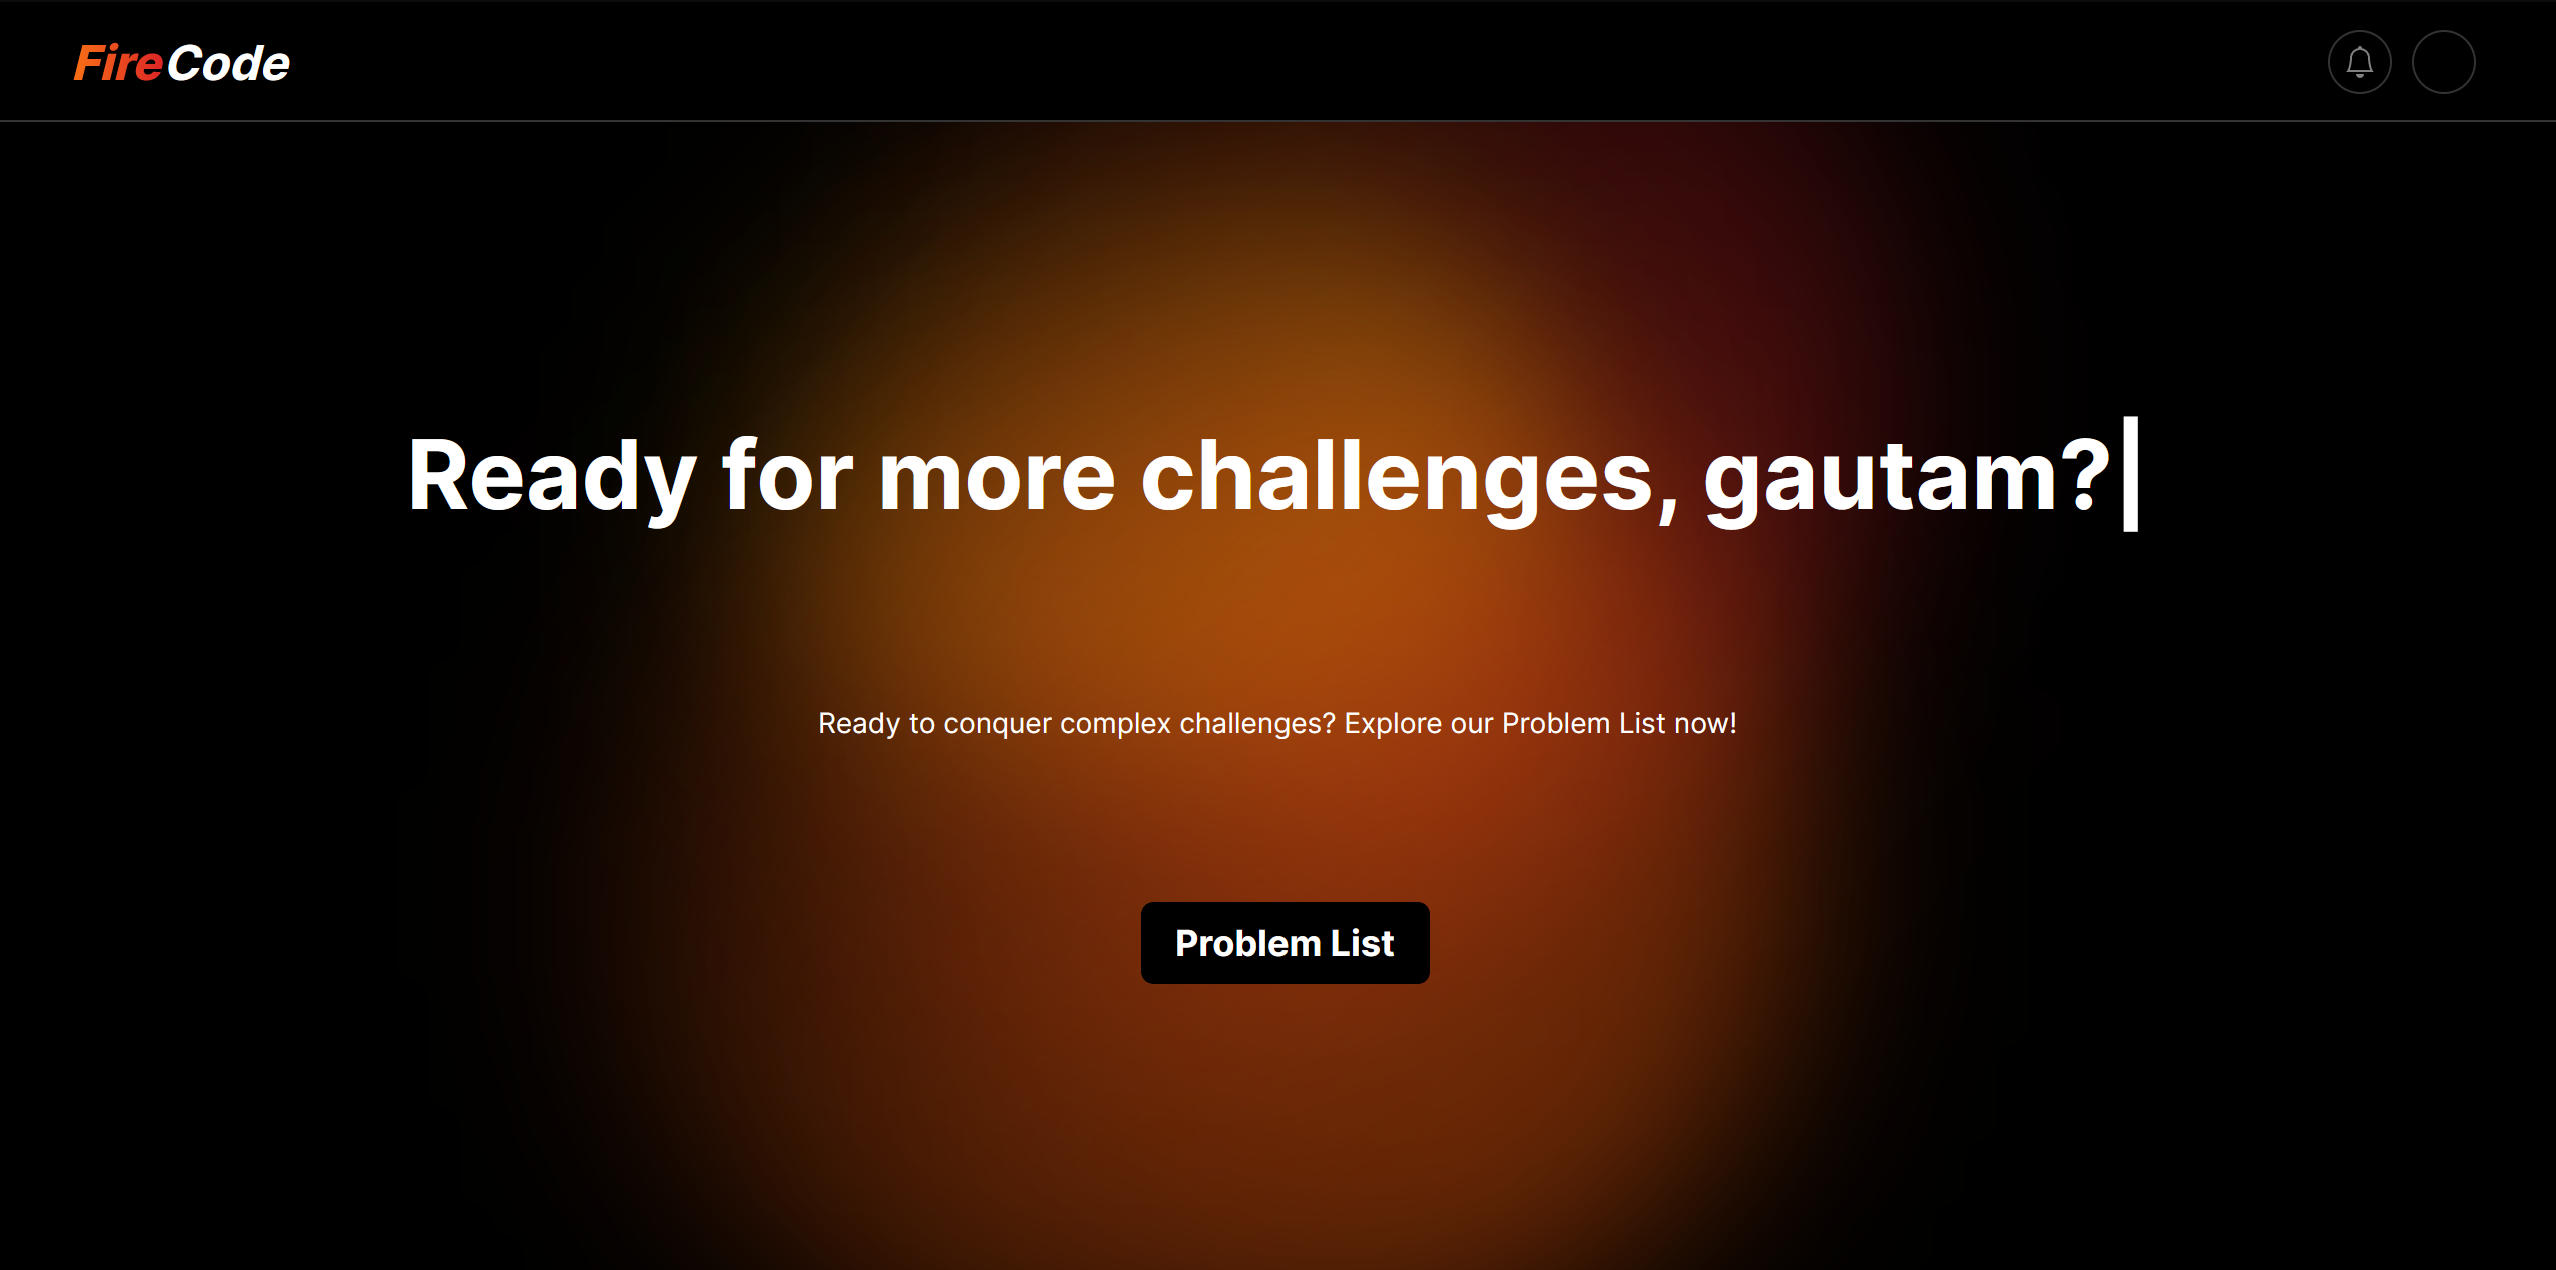 FireCode
Ready for more challenges, gautam?
Ready to conquer complex challenges? Explore our Problem List now!
Problem List